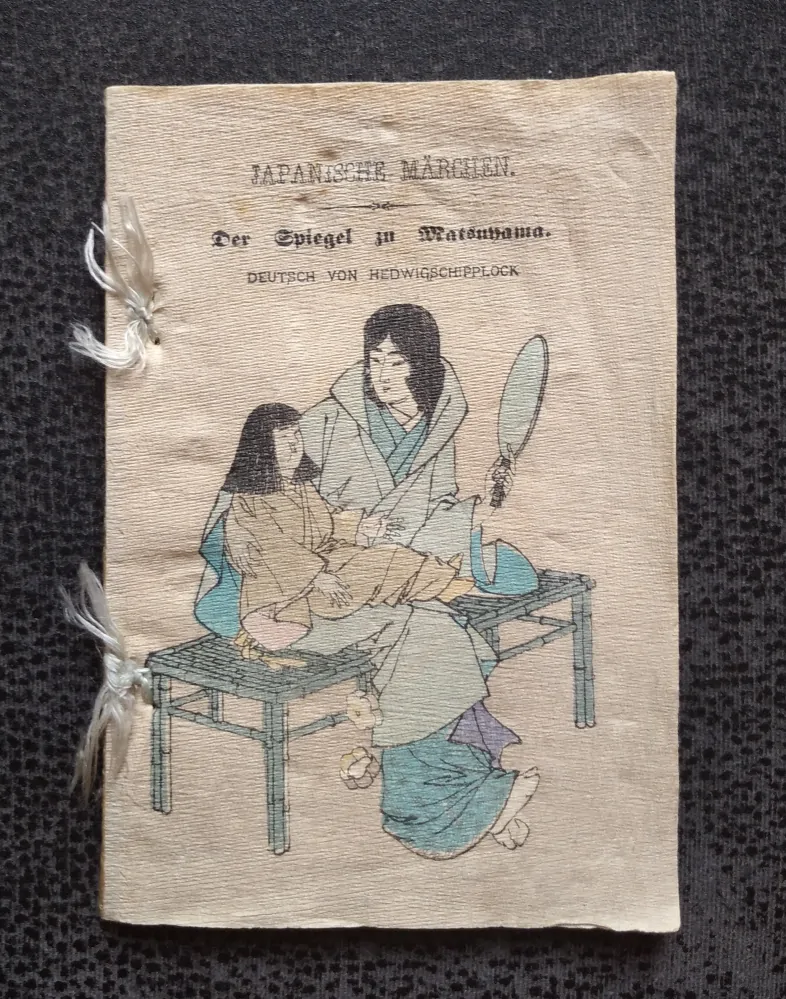 JAPANISCHE MÄRCHEN.
Der Spiegel zu Matsuyama.
DEUTSCH VON HEDWIGSCHIPPLOCK